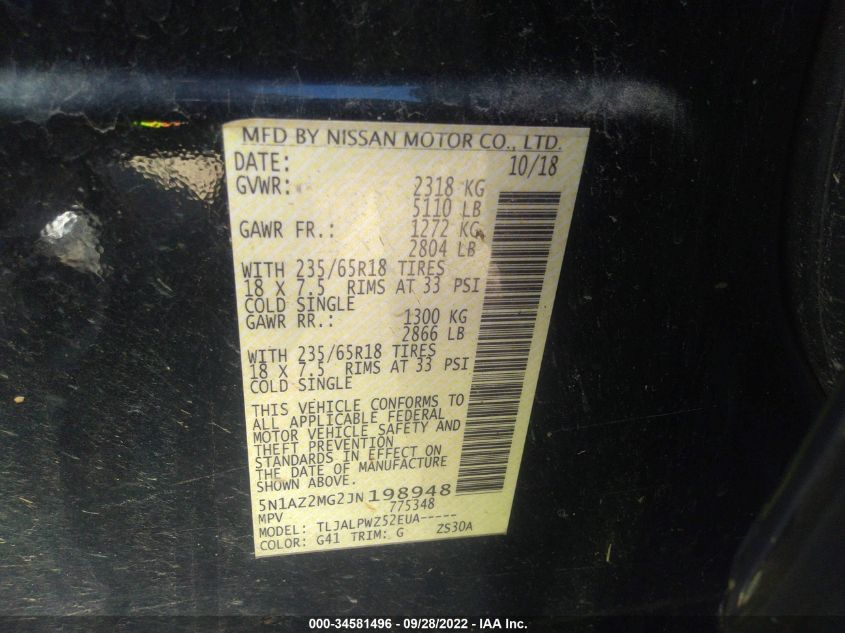 MFD BY NISSAN MOTOR CO., LTD.
DATE: 10/18
GVWR: 2318 KG
5110 LB
GAWR FR.: 1272 KG
2804 LB
WITH 235/65R18 TIRES
18 X 7.5 RIMS AT 33 PSI
COLD SINGLE
GAWR RR.: 1300 KG
2866 LB
WITH 235/65R18 TIRES
18 X 7.5 RIMS AT 33 PSI
COLD SINGLE
THIS VEHICLE CONFORMS TO
ALL APPLICABLE FEDERAL
MOTOR VEHICLE SAFETY AND
THEFT PREVENTION
STANDARDS IN EFFECT ON
THE DATE OF MANUFACTURE
SHOWN ABOVE.
5N1AZ2MG2JN198948
MPV 775348
MODEL: TLJALPWZ52EUA-----
COLOR: G41 TRIM: G ZS30A
000-34581496 - 09/28/2022 - IAA Inc.